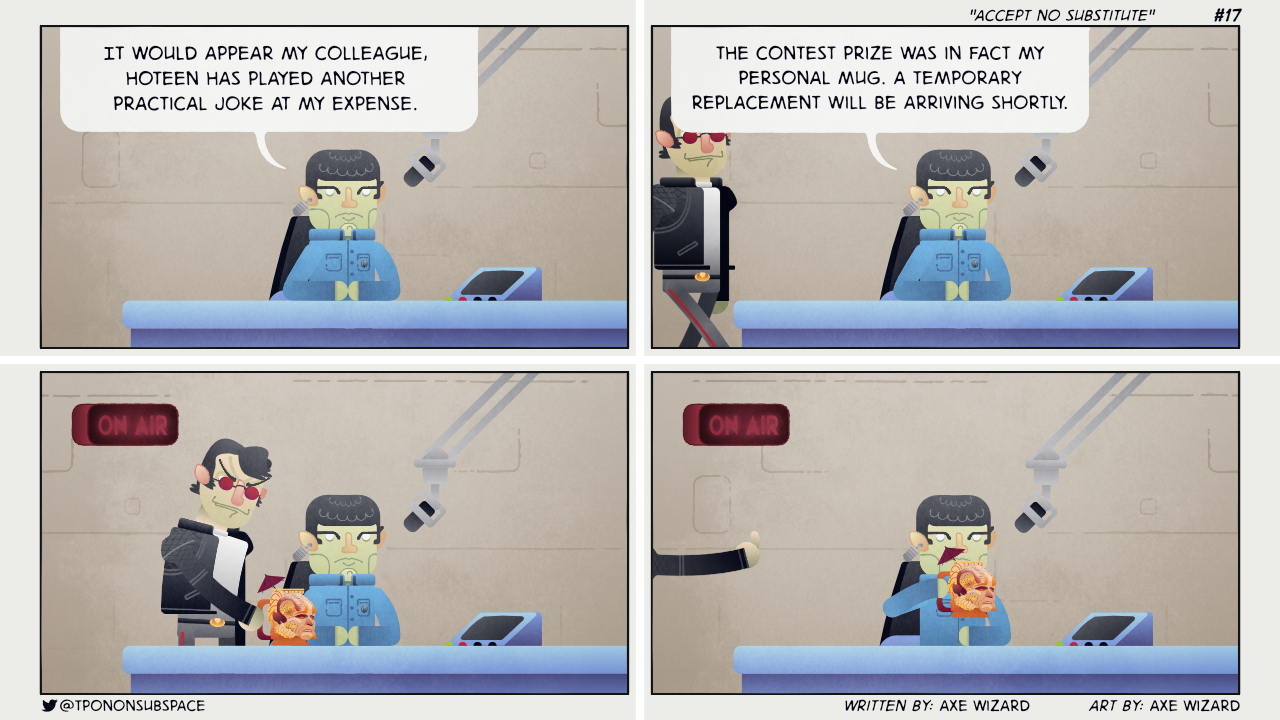 "ACCEPT NO SUBSTITUTE" #17
IT WOULD APPEAR MY COLLEAGUE,
HOTEEN HAS PLAYED ANOTHER
PRACTICAL JOKE AT MY EXPENSE.
THE CONTEST PRIZE WAS IN FACT MY
PERSONAL MUG. A TEMPORARY
REPLACEMENT WILL BE ARRIVING SHORTLY.
ON AIR
ON AIR
@TPONONSUBSPACE
WRITTEN BY: AXE WIZARD ART BY: AXE WIZARD